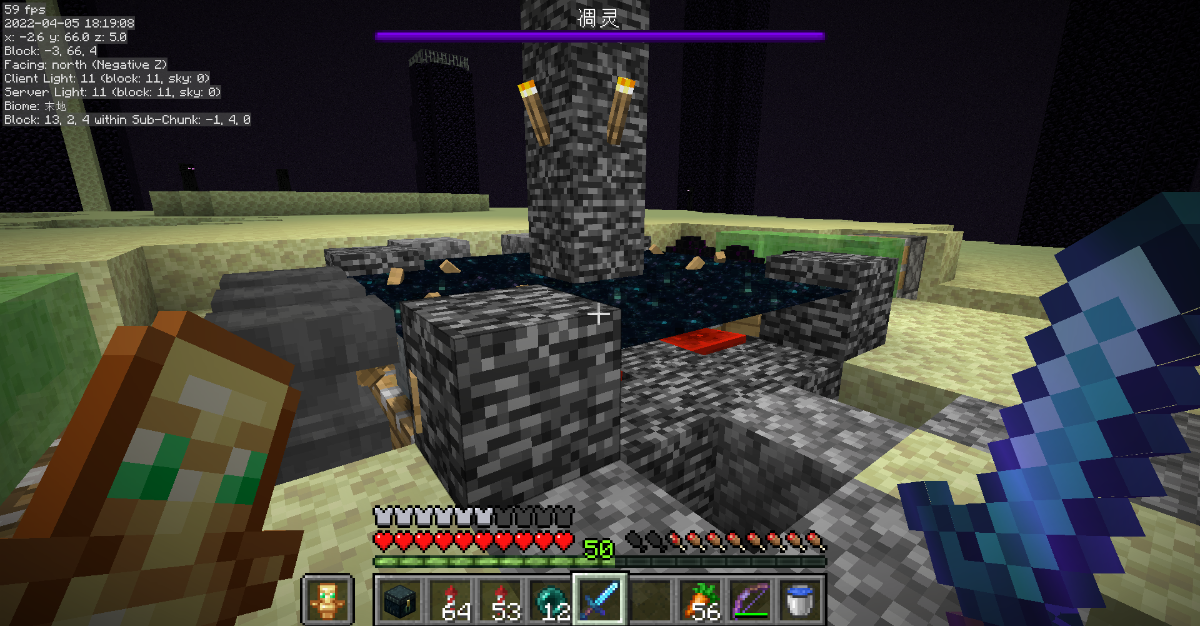 59 fps
2022-04-05 18:19:08
x: -2.6 y: 66.0 z: 5.0
Block: -3, 66, 4
Facing: north (Negative Z)
Client Light: 11 (block: 11, sky: 0)
Server Light: 11 (block: 11, sky: 0)
Biome: 末地
Block: 13, 2, 4 within Sub-Chunk: -1, 4, 0
凋灵
50
64
53
12
56